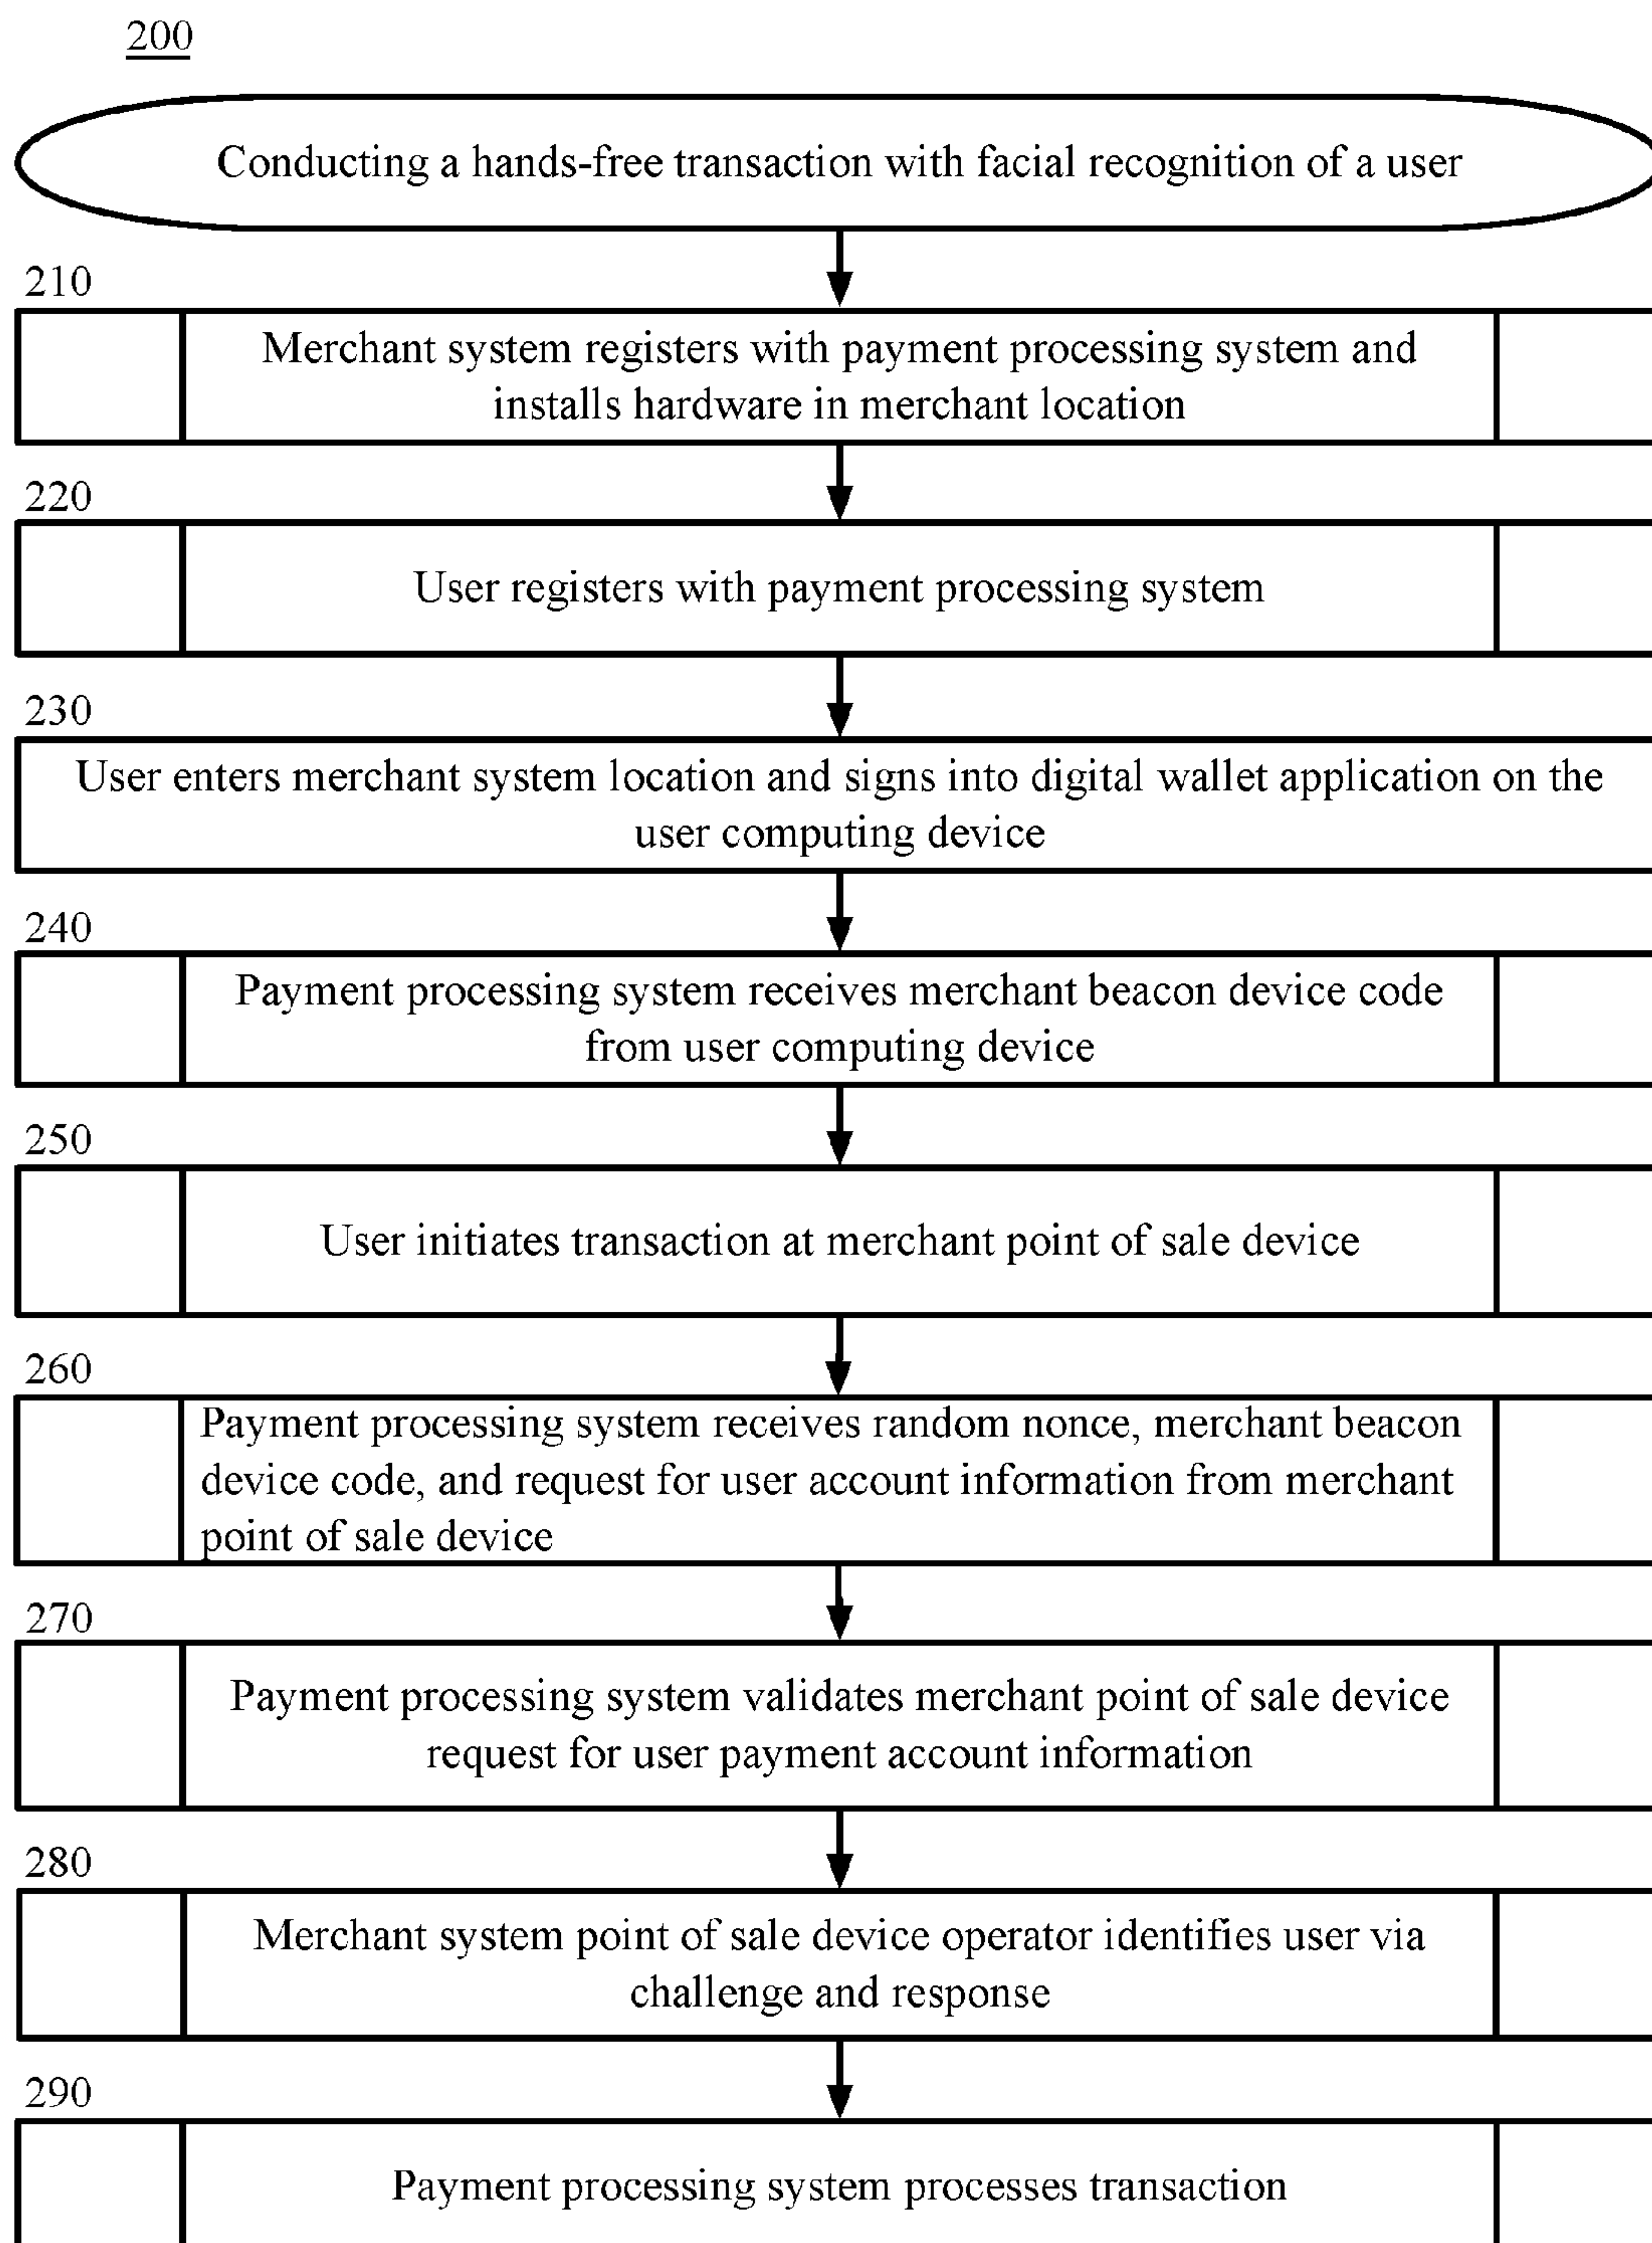 200
Conducting a hands-free transaction with facial recognition of a user
210
Merchant system registers with payment processing system and
installs hardware in merchant location
220
User registers with payment processing system
230
User enters merchant system location and signs into digital wallet application on the
user computing device
240
Payment processing system receives merchant beacon device code
from user computing device
250
User initiates transaction at merchant point of sale device
260
Payment processing system receives random nonce, merchant beacon
device code, and request for user account information from merchant
point of sale device
270
Payment processing system validates merchant point of sale device
request for user payment account information
280
Merchant system point of sale device operator identifies user via
challenge and response
290
Payment processing system processes transaction